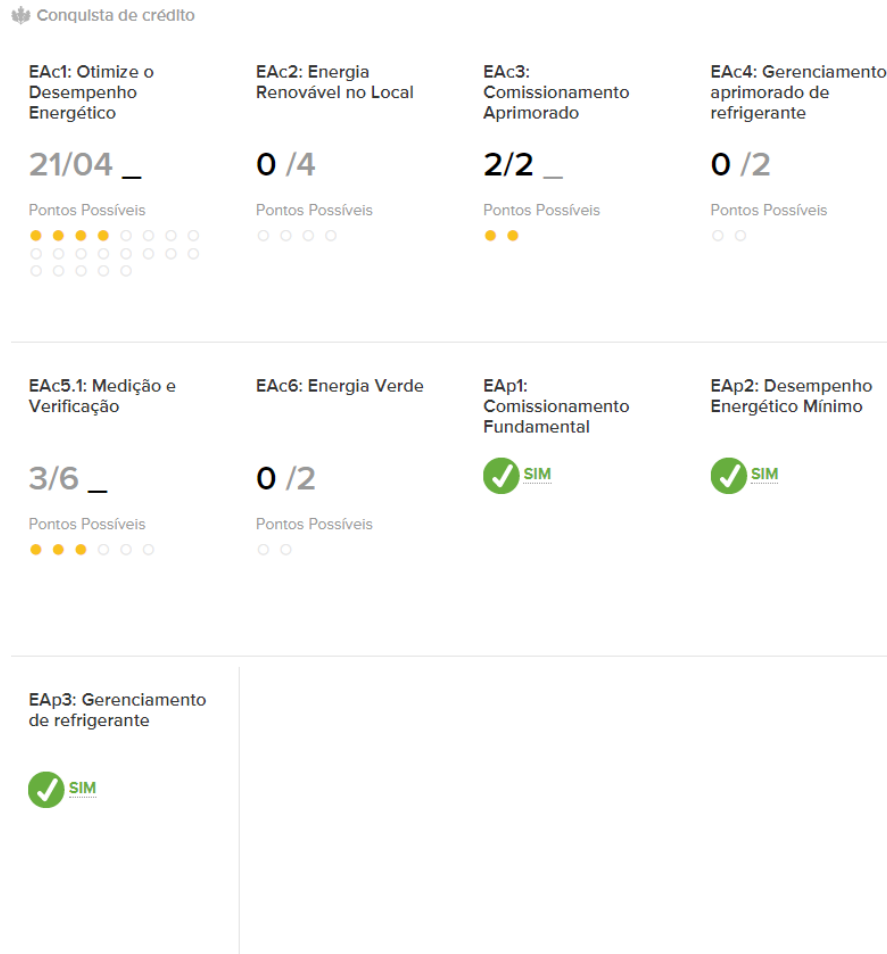 Conquista de crédito
EAc1: Otimize o
Desempenho
Energético
21/04 _
Pontos Possíveis
EAc2: Energia
Renovável no Local
0 /4
Pontos Possíveis
EAc3:
Comissionamento
Aprimorado
2/2 _
Pontos Possíveis
EAc4: Gerenciamento
aprimorado de
refrigerante
0 /2
Pontos Possíveis
EAc5.1: Medição e
Verificação
3/6 _
Pontos Possíveis
EAc6: Energia Verde
0 /2
Pontos Possíveis
EAp1:
Comissionamento
Fundamental
SIM
EAp2: Desempenho
Energético Mínimo
SIM
EAp3: Gerenciamento
de refrigerante
SIM